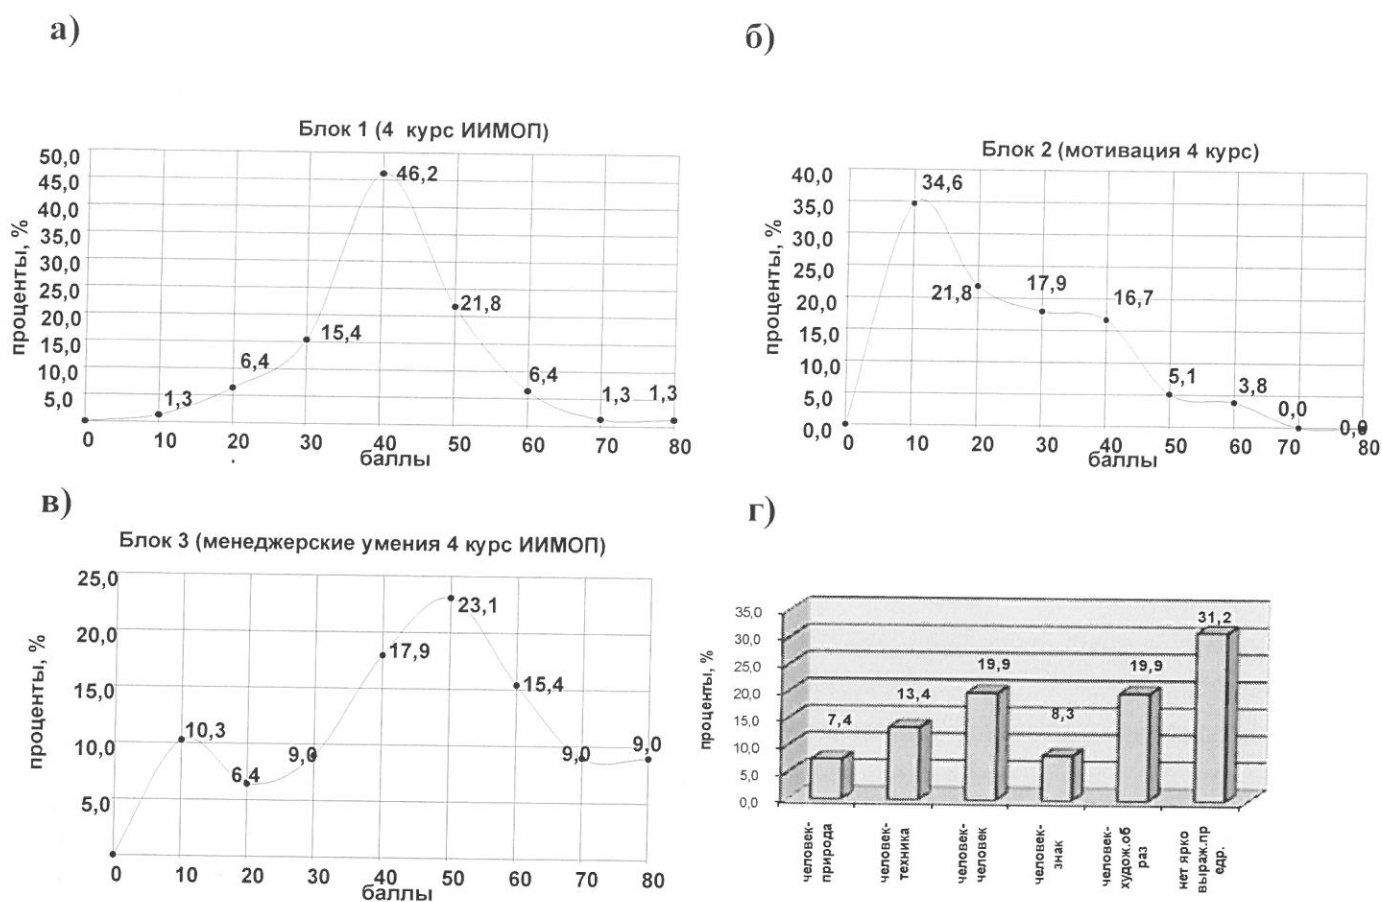 а)
Блок 1 (4 курс ИИМОП)
проценты, %
50,0
45,0
40,0
35,0
30,0
25,0
20,0
15,0
10,0
5,0
1,3
6,4
15,4
46,2
21,8
6,4
1,3
1,3
0 10 20 30 40 50 60 70 80
баллы
б)
Блок 2 (мотивация 4 курс)
проценты, %
40,0
35,0
30,0
25,0
20,0
15,0
10,0
5,0
0,0
34,6
21,8
17,9
16,7
5,1
3,8
0,0
0,0
0 10 20 30 40 50 60 70 80
баллы
в)
Блок 3 (менеджерские умения 4 курс ИИМОП)
проценты, %
25,0
20,0
15,0
10,0
5,0
10,3
6,4
9,0
17,9
23,1
15,4
9,0
9,0
0 10 20 30 40 50 60 70 80
баллы
г)
проценты, %
35,0
30,0
25,0
20,0
15,0
10,0
5,0
0,0
7,4
13,4
19,9
8,3
19,9
31,2
человек-
природа
человек-
техника
человек-
человек
человек-
знак
человек-
худож.об
раз
нет ярко
выраж.пр
едр.